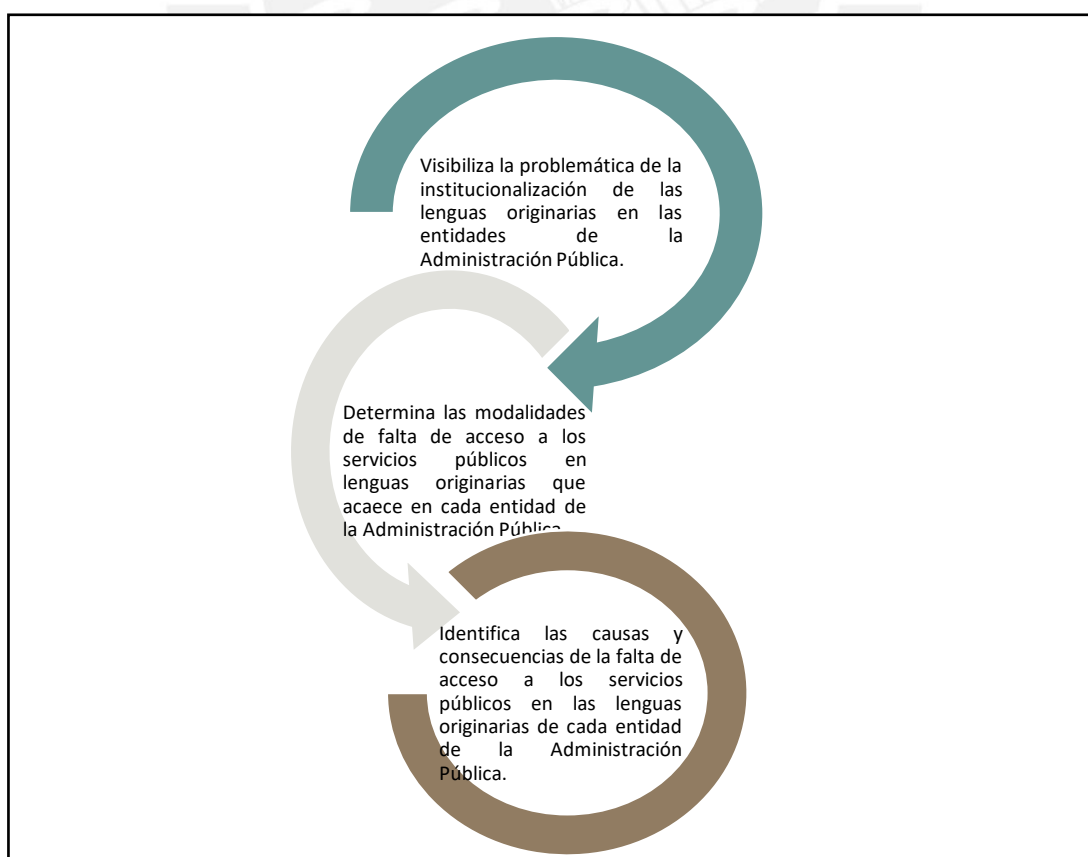 Visibiliza la problemática de la
institucionalización de las
lenguas originarias en las
entidades de la
Administración Pública.
Determina las modalidades
de falta de acceso a los
servicios públicos en
lenguas originarias que
acaece en cada entidad de
la Administración Pública.
Identifica las causas y
consecuencias de la falta de
acceso a los servicios
públicos en las lenguas
originarias de cada entidad
de la Administración
Pública.